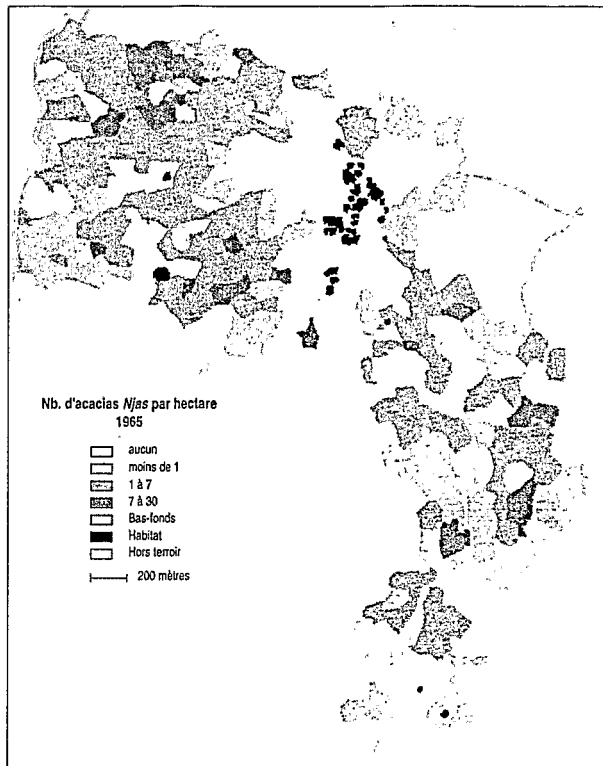 Nb. d'acacias Njas par hectare
1965
aucun
moins de 1
1 à 7
7 à 30
Bas-fonds
Habitat
Hors terroir
200 mètres